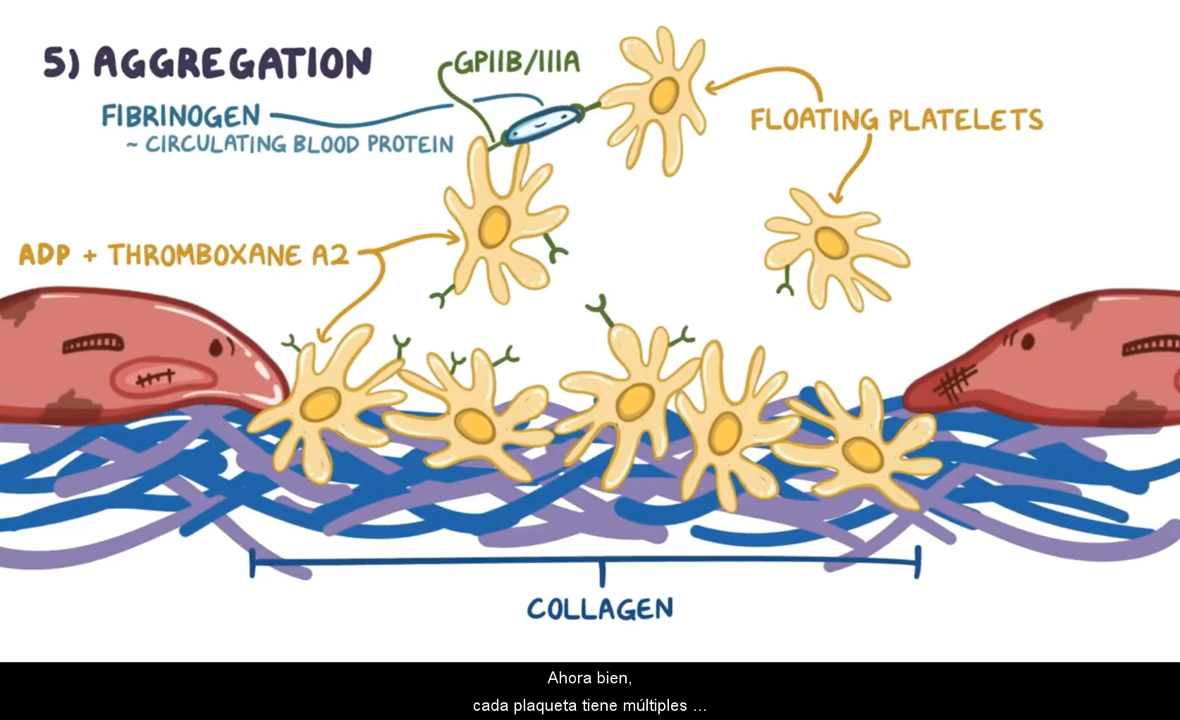 5) AGGREGATION
GPIIB/IIIA
FIBRINOGEN
~ CIRCULATING BLOOD PROTEIN
FLOATING PLATELETS
ADP + THROMBOXANE A2
COLLAGEN
Ahora bien,
cada plaqueta tiene múltiples ...